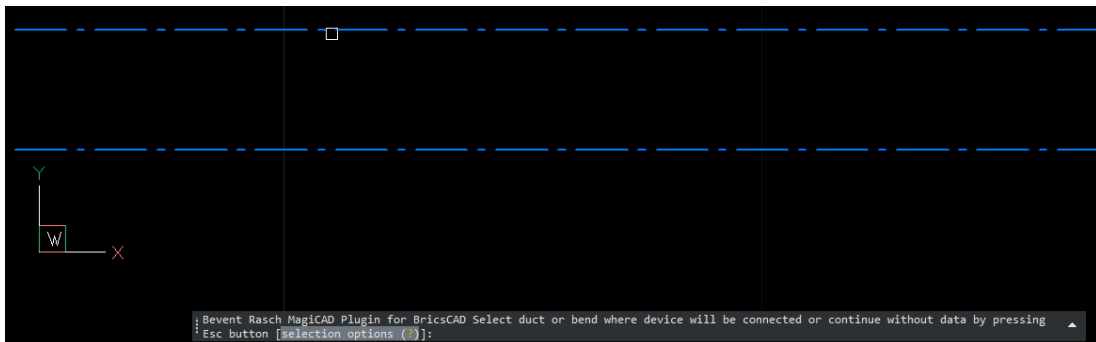 Y
W
X
Bevent Rasch MagiCAD Plugin for BricsCAD Select duct or bend where device will be connected or continue without data by pressing
Esc button [selection options (?)]: